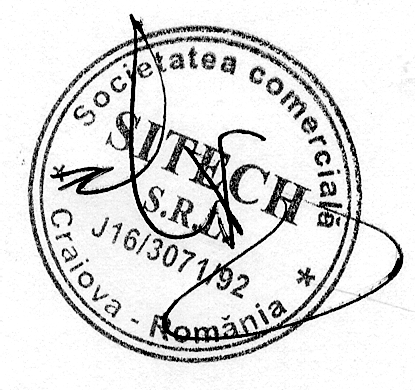 Societatea comercială
SITECH
S.R.L.
J16/3071/92
* Craiova - România *